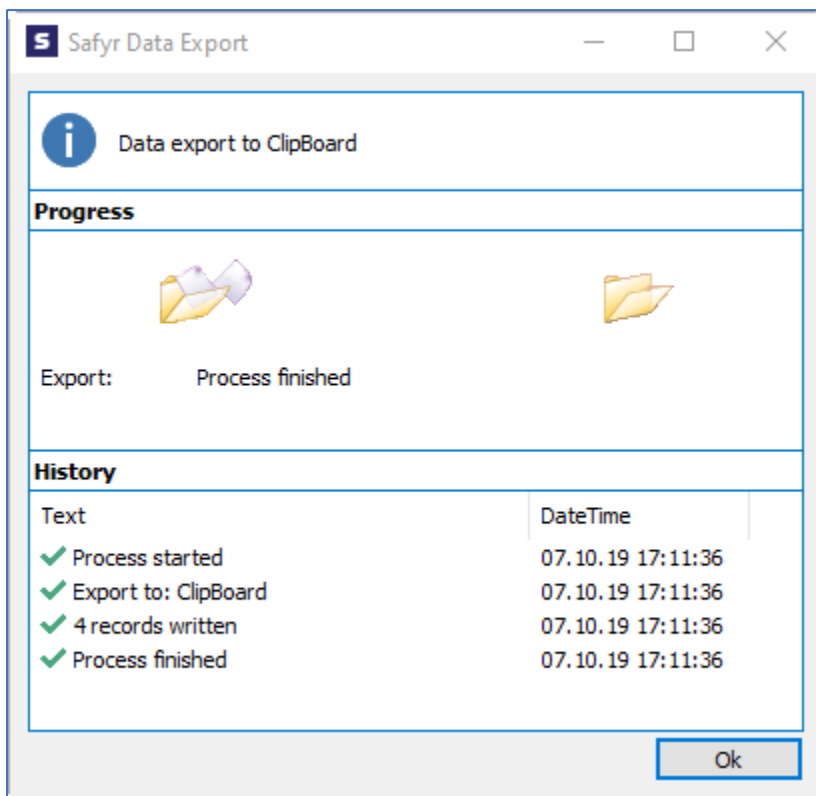 S Safyr Data Export
i Data export to ClipBoard
Progress
Export: Process finished
History
Text DateTime
Process started 07.10.19 17:11:36
Export to: ClipBoard 07.10.19 17:11:36
4 records written 07.10.19 17:11:36
Process finished 07.10.19 17:11:36
Ok